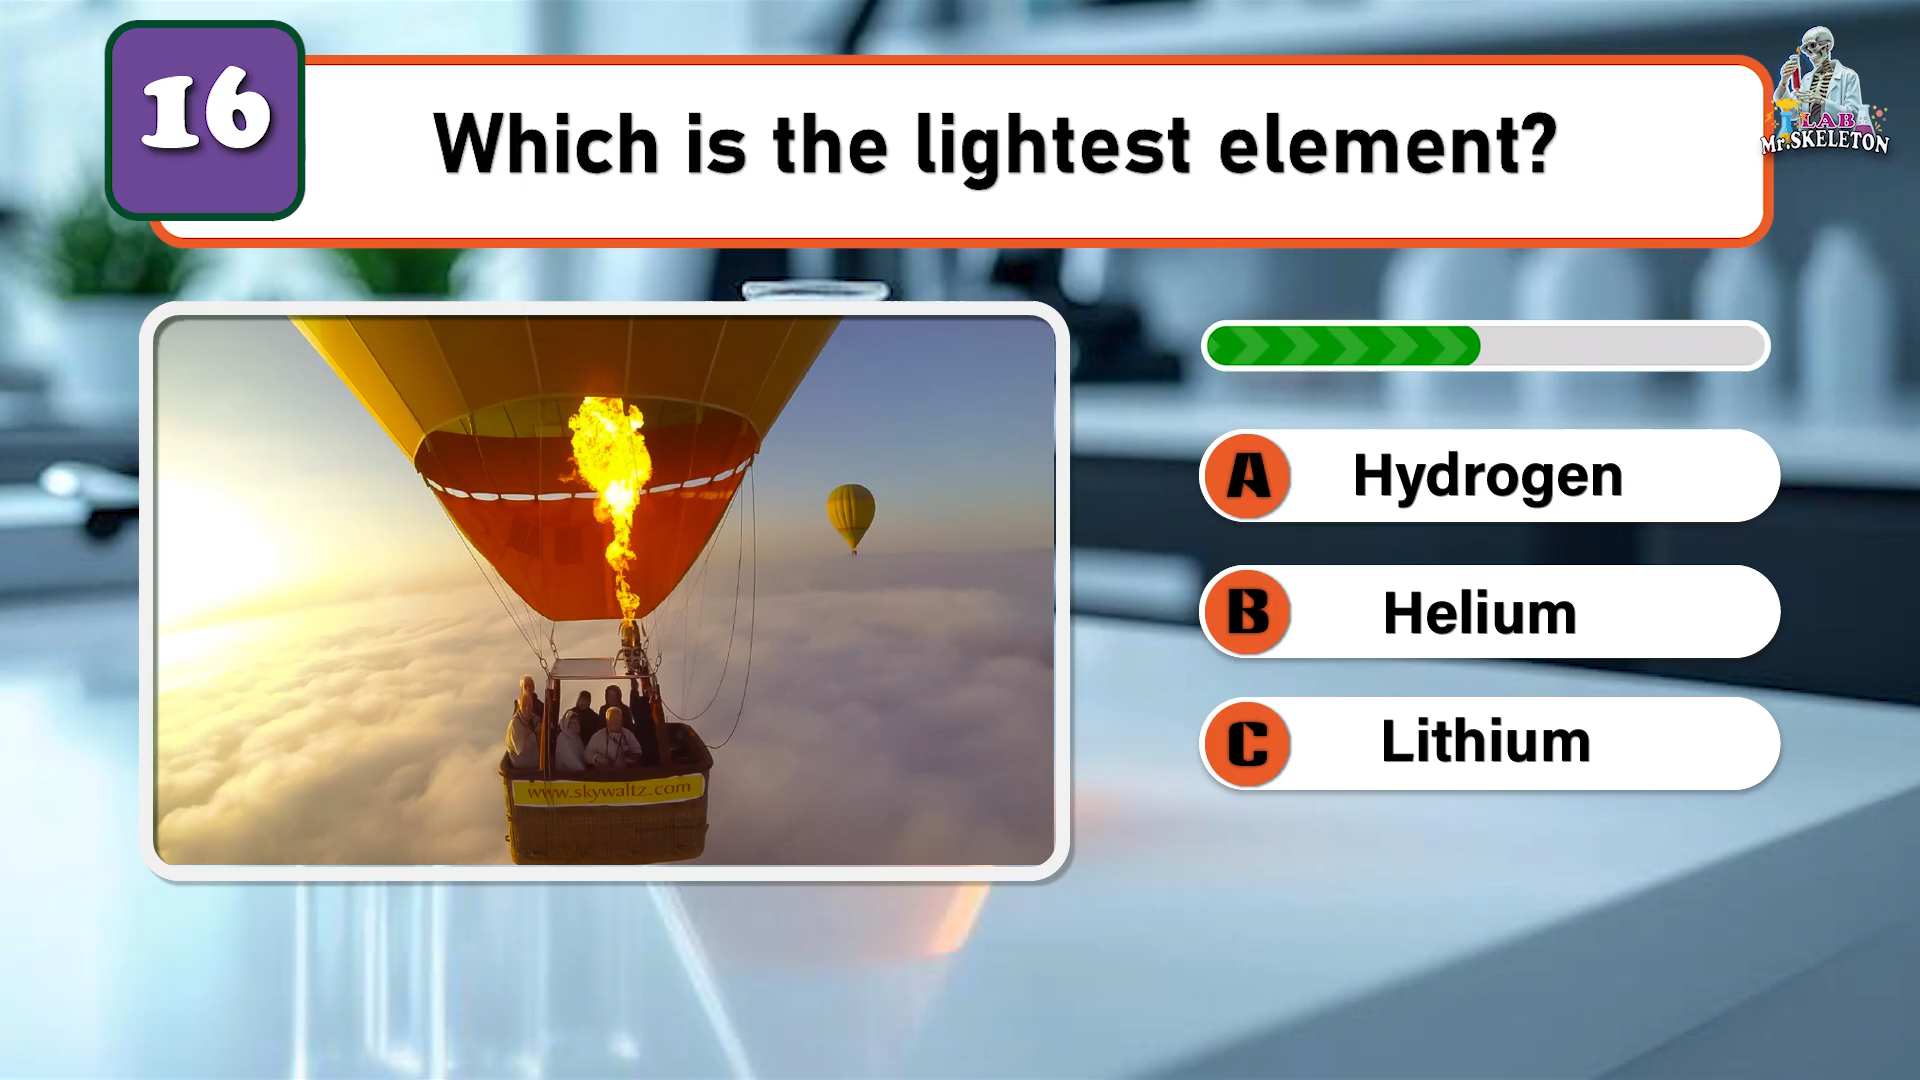 16
Which is the lightest element?
LAB
Mr.SKELETON
A Hydrogen
B Helium
C Lithium
www.skywaltz.com